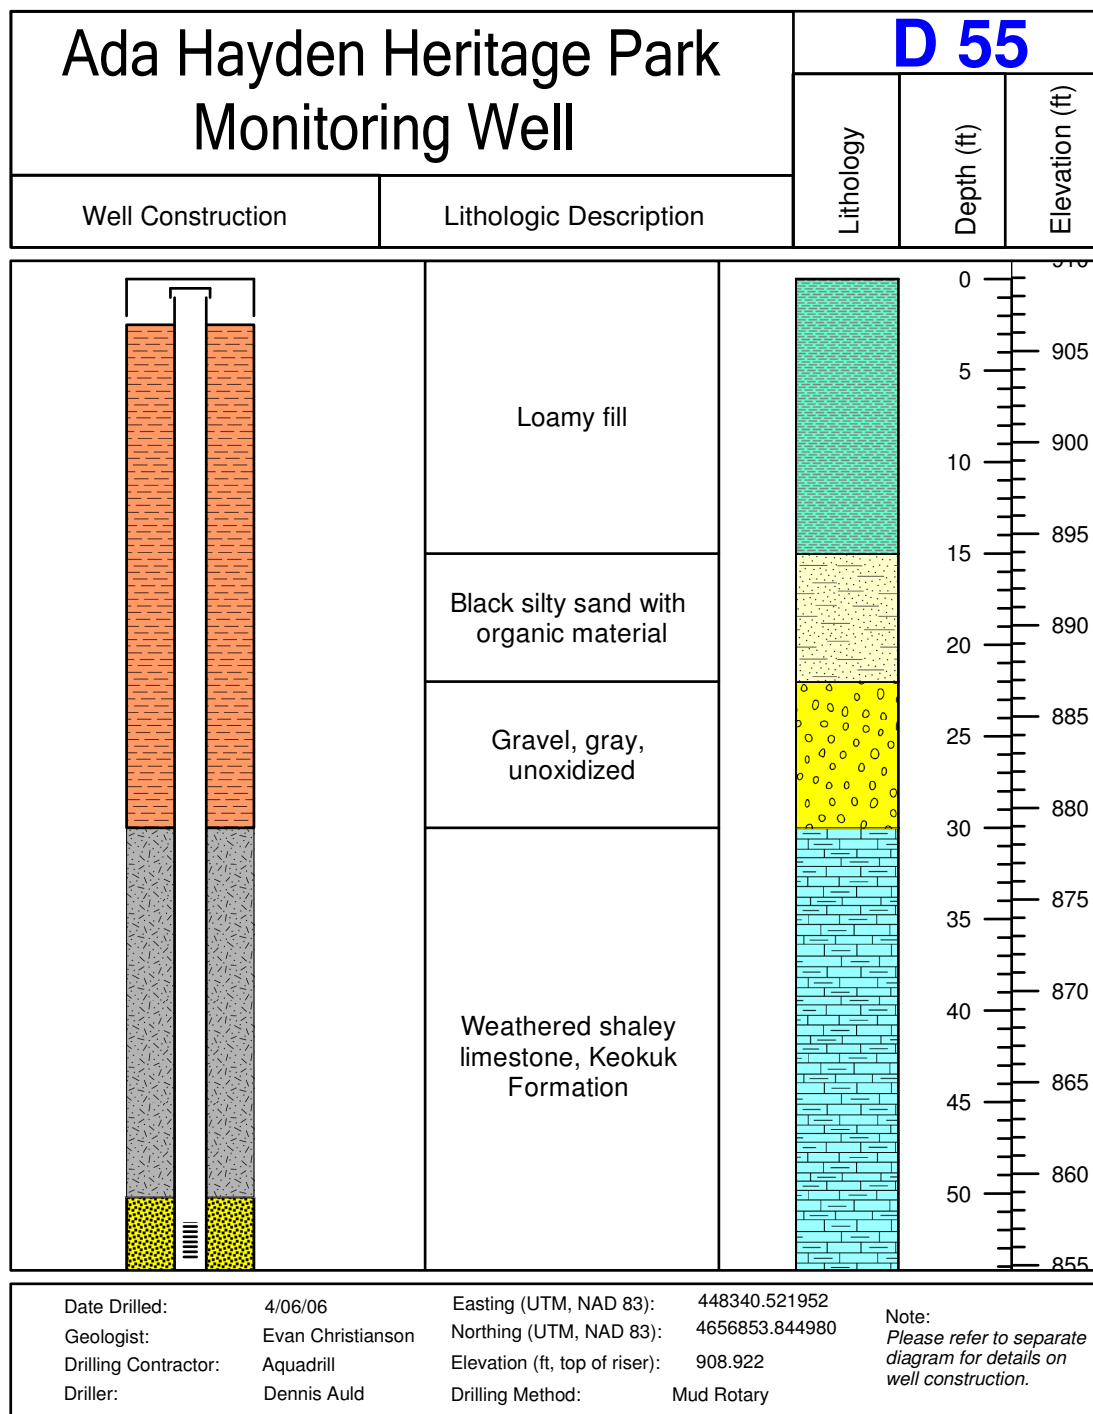 Ada Hayden Heritage Park
Monitoring Well
D 55
Well Construction
Lithologic Description
Lithology
Depth (ft)
Elevation (ft)
Loamy fill
Black silty sand with
organic material
Gravel, gray,
unoxidized
Weathered shaley
limestone, Keokuk
Formation
0
5
10
15
20
25
30
35
40
45
50
910
905
900
895
890
885
880
875
870
865
860
855
Date Drilled: 4/06/06
Geologist: Evan Christianson
Drilling Contractor: Aquadrill
Driller: Dennis Auld
Easting (UTM, NAD 83): 448340.521952
Northing (UTM, NAD 83): 4656853.844980
Elevation (ft, top of riser): 908.922
Drilling Method: Mud Rotary
Note:
Please refer to separate
diagram for details on
well construction.